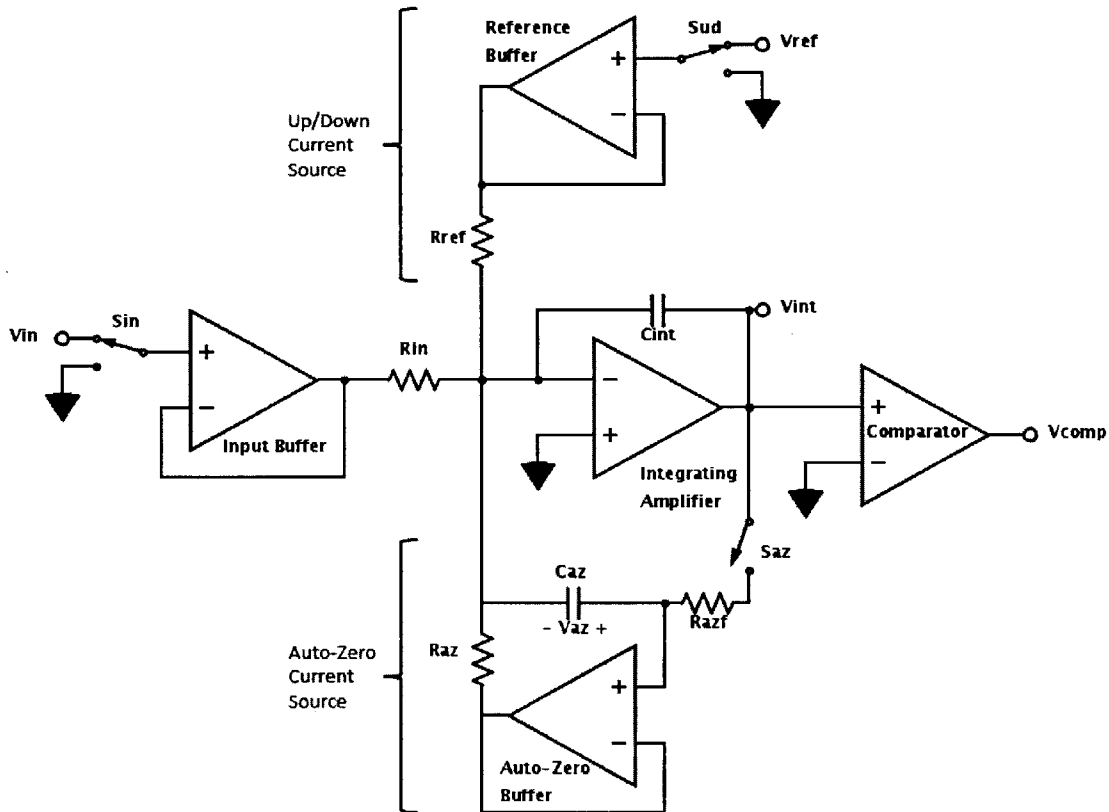 Reference
Buffer
Sud
Vref
+
−
Up/Down
Current
Source
Rref
Vin
Sin
+
−
Input Buffer
Rin
Cint
Vint
−
+
Integrating
Amplifier
+
Comparator
−
Vcomp
Saz
Caz
- Vaz +
Razf
Raz
Auto-Zero
Current
Source
+
−
Auto-Zero
Buffer